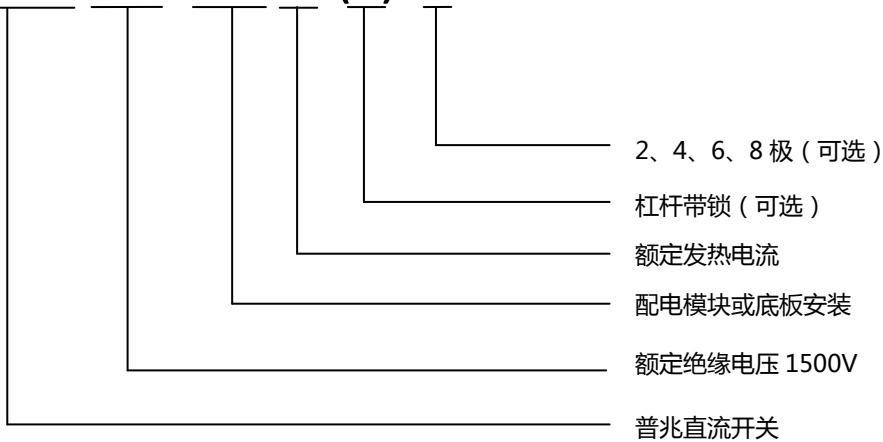 2、4、6、8 极（可选）
杠杆带锁（可选）
额定发热电流
配电模块或底板安装
额定绝缘电压 1500V
普兆直流开关